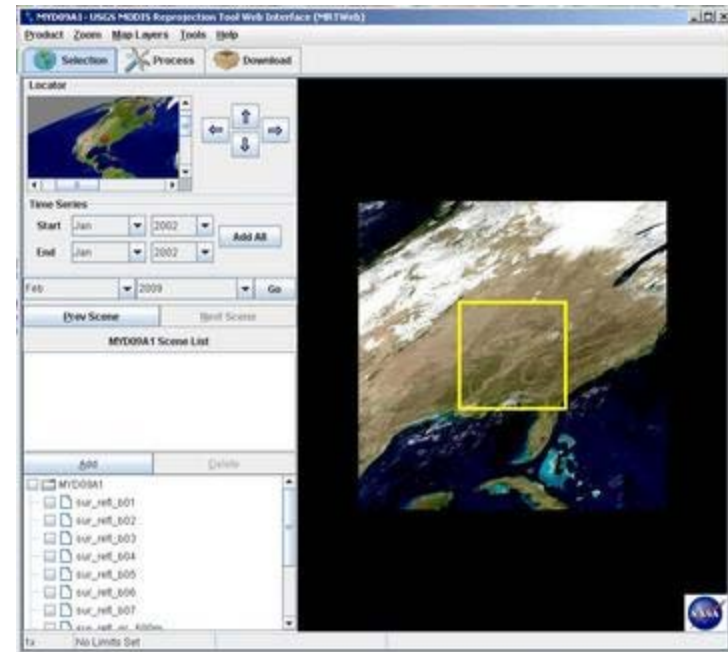 MYD09A1 - USGS MODIS Reprojection Tool Web Interface (MRTWeb)
Product Zoom Map Layers Tools Help
Selection Process Download
Locator
Time Series
Start Jan 2002
Add All
End Jan 2002
Feb 2009 Go
Prev Scene Next Scene
MYD09A1 Scene List
Add Delete
MYD09A1
sur_refl_b01
sur_refl_b02
sur_refl_b03
sur_refl_b04
sur_refl_b05
sur_refl_b06
sur_refl_b07
sur_refl_qc_500m
1x No Limits Set
NASA